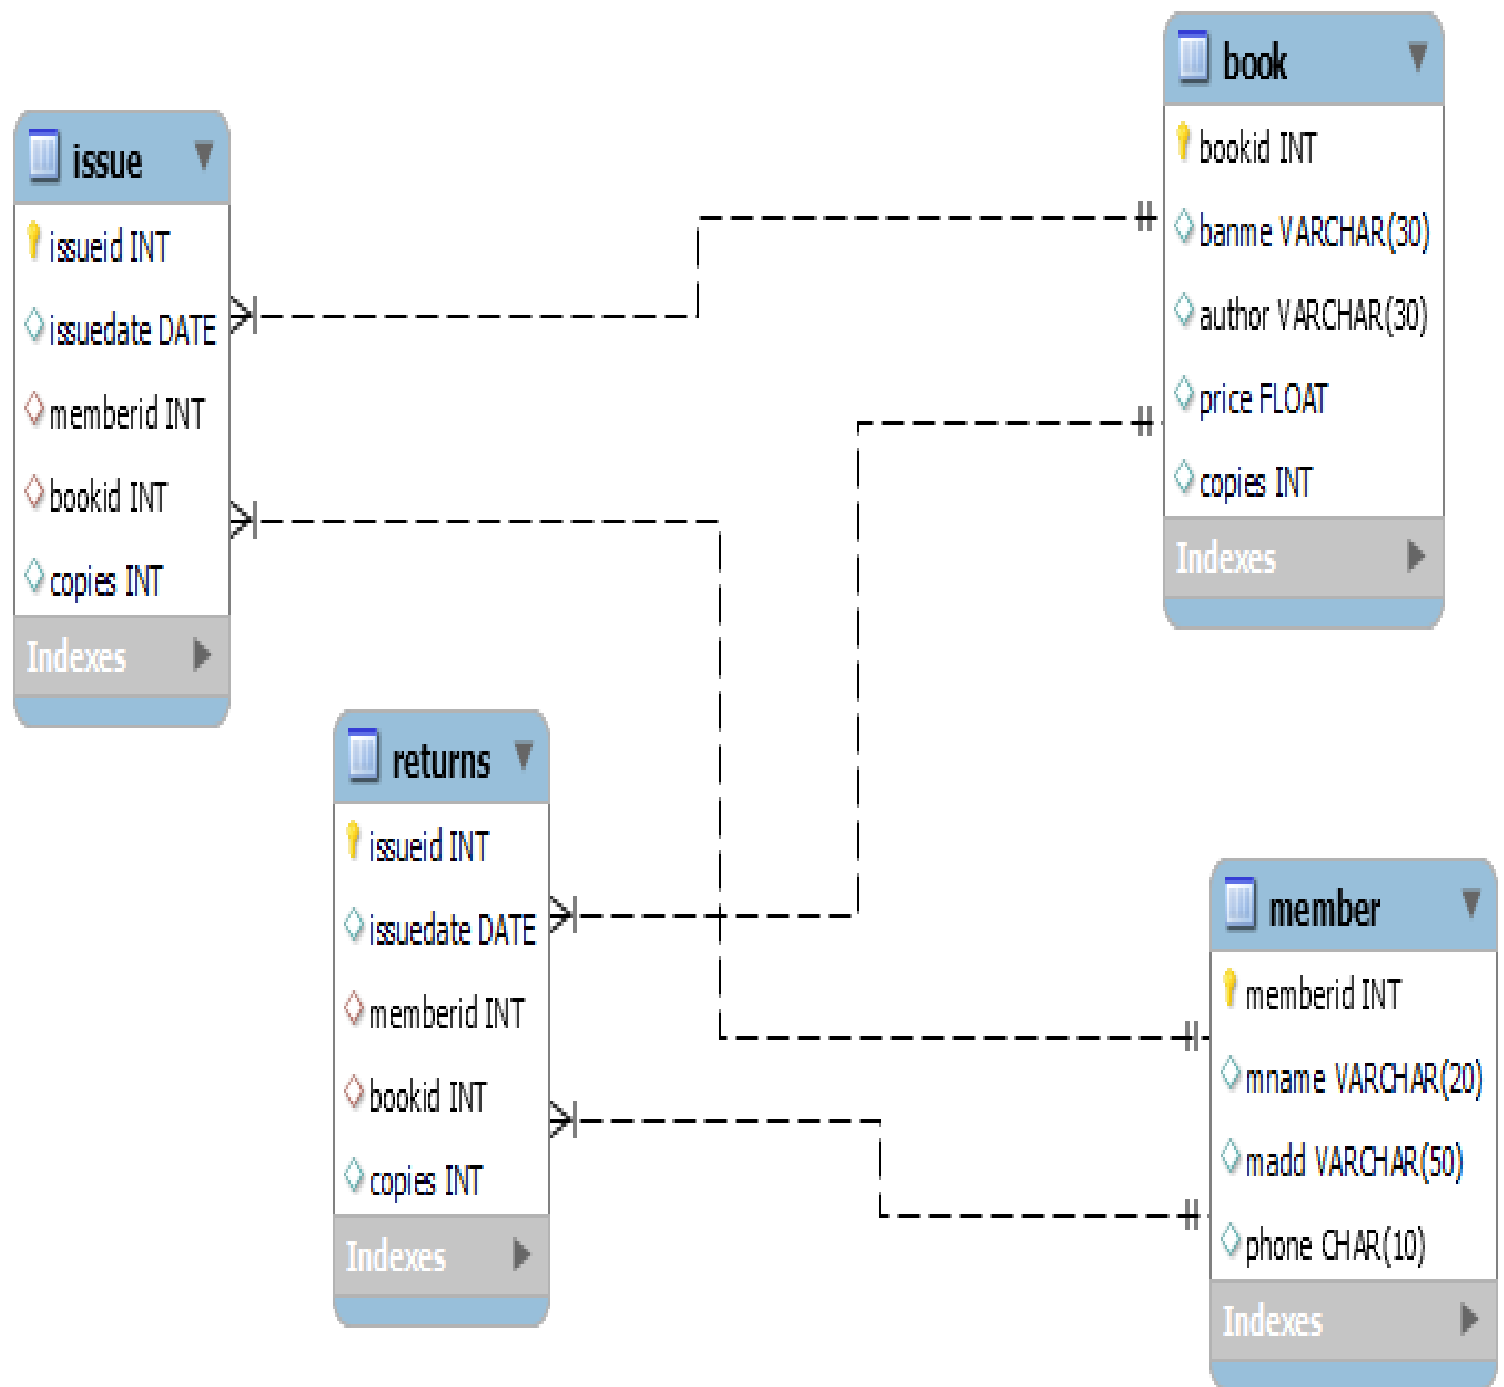 issue
issueid INT
issuedate DATE
memberid INT
bookid INT
copies INT
Indexes
book
bookid INT
banme VARCHAR(30)
author VARCHAR(30)
price FLOAT
copies INT
Indexes
returns
issueid INT
issuedate DATE
memberid INT
bookid INT
copies INT
Indexes
member
memberid INT
mname VARCHAR(20)
madd VARCHAR(50)
phone CHAR(10)
Indexes